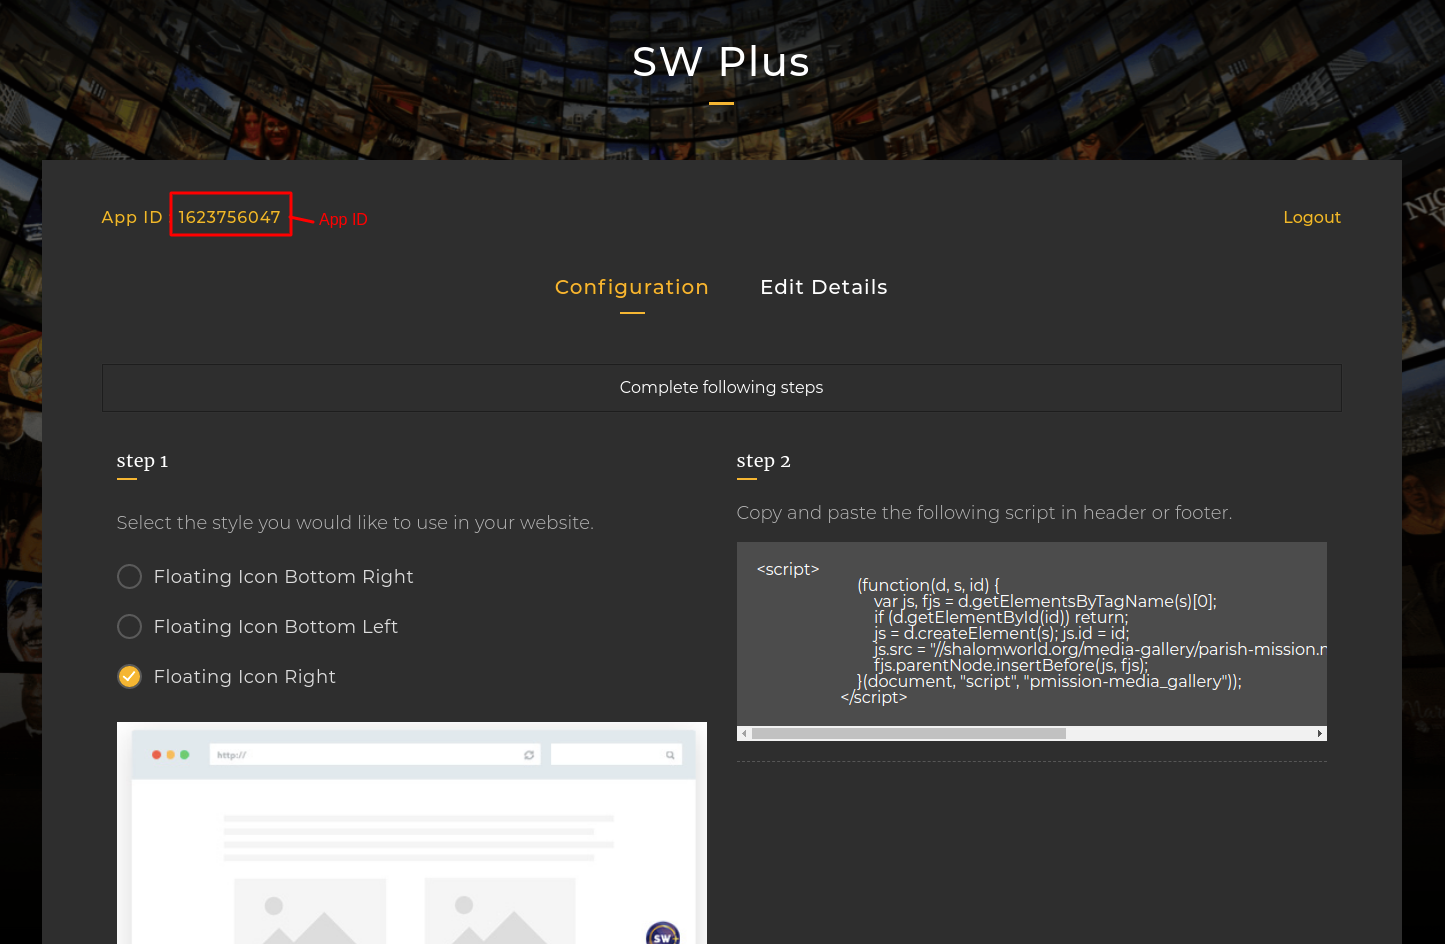 SW Plus
App ID : 1623756047
App ID
Logout
Configuration
Edit Details
Complete following steps
step 1
Select the style you would like to use in your website.
Floating Icon Bottom Right
Floating Icon Bottom Left
Floating Icon Right
http://
SW+
step 2
Copy and paste the following script in header or footer.
<script>
(function(d, s, id) {
var js, fjs = d.getElementsByTagName(s)[0];
if (d.getElementById(id)) return;
js = d.createElement(s); js.id = id;
js.src = "//shalomworld.org/media-gallery/parish-mission.
fjs.parentNode.insertBefore(js, fjs);
}(document, "script", "pmission-media_gallery"));
</script>